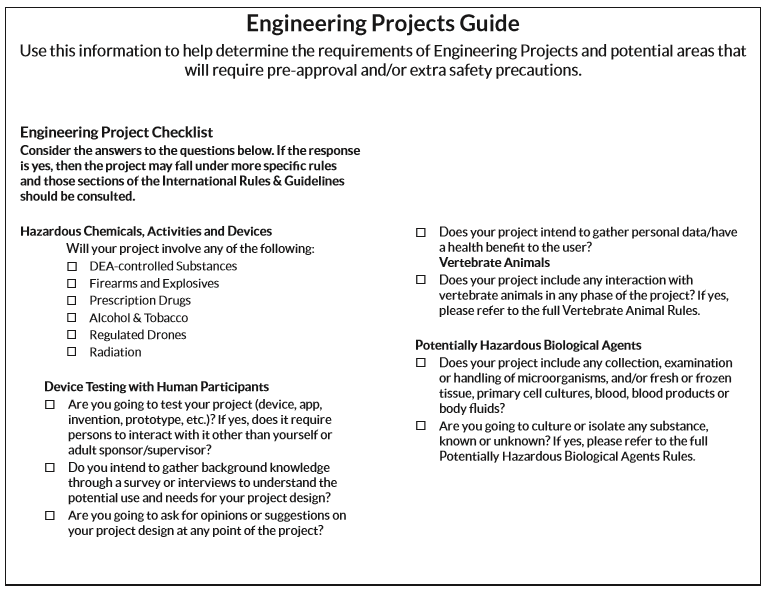 Engineering Projects Guide
Use this information to help determine the requirements of Engineering Projects and potential areas that
will require pre-approval and/or extra safety precautions.
Engineering Project Checklist
Consider the answers to the questions below. If the response
is yes, then the project may fall under more specific rules
and those sections of the International Rules & Guidelines
should be consulted.
Hazardous Chemicals, Activities and Devices
Will your project involve any of the following:
☐ DEA-controlled Substances
☐ Firearms and Explosives
☐ Prescription Drugs
☐ Alcohol & Tobacco
☐ Regulated Drones
☐ Radiation
Device Testing with Human Participants
☐ Are you going to test your project (device, app,
invention, prototype, etc.)? If yes, does it require
persons to interact with it other than yourself or
adult sponsor/supervisor?
☐ Do you intend to gather background knowledge
through a survey or interviews to understand the
potential use and needs for your project design?
☐ Are you going to ask for opinions or suggestions on
your project design at any point of the project?
☐ Does your project intend to gather personal data/have
a health benefit to the user?
Vertebrate Animals
☐ Does your project include any interaction with
vertebrate animals in any phase of the project? If yes,
please refer to the full Vertebrate Animal Rules.
Potentially Hazardous Biological Agents
☐ Does your project include any collection, examination
or handling of microorganisms, and/or fresh or frozen
tissue, primary cell cultures, blood, blood products or
body fluids?
☐ Are you going to culture or isolate any substance,
known or unknown? If yes, please refer to the full
Potentially Hazardous Biological Agents Rules.